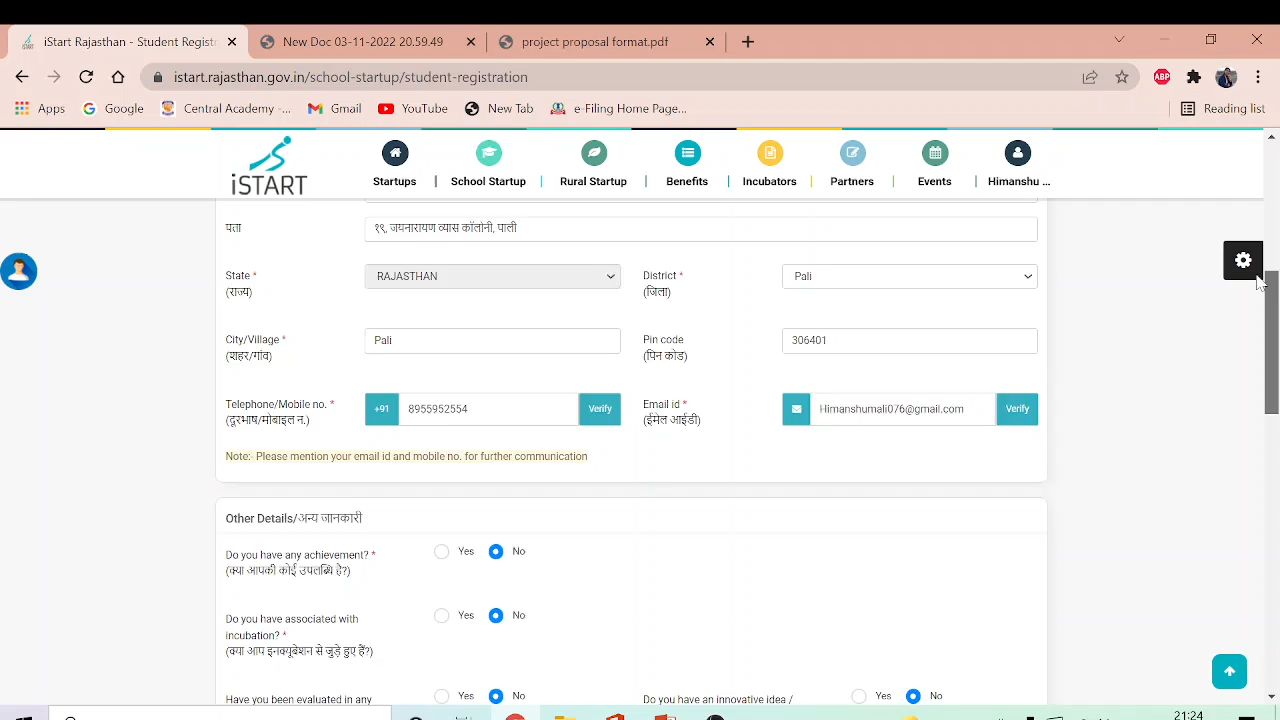 iStart Rajasthan - Student Registr
New Doc 03-11-2022 20.59.49
project proposal format.pdf
istart.rajasthan.gov.in/school-startup/student-registration
ABP
Apps
Google
Central Academy -...
Gmail
YouTube
New Tab
e-Filing Home Page...
Reading list
iSTART
Startups
School Startup
Rural Startup
Benefits
Incubators
Partners
Events
Himanshu ...
पता
१९, जयनारायण व्यास कॉलोनी, पाली
State *
(राज्य)
RAJASTHAN
District *
(जिला)
Pali
City/Village *
(शहर/गांव)
Pali
Pin code
(पिन कोड)
306401
Telephone/Mobile no. *
(दूरभाष/मोबाइल न.)
+91
8955952554
Verify
Email id *
(ईमेल आईडी)
Himanshumali076@gmail.com
Verify
Note:- Please mention your email id and mobile no. for further communication
Other Details/अन्य जानकारी
Do you have any achievement? *
(क्या आपकी कोई उपलब्धि है?)
Yes
No
Do you have associated with
incubation? *
(क्या आप इनक्यूबेशन से जुड़े हुए हैं?)
Yes
No
Have you been evaluated in any
Yes
No
Do you have an innovative idea /
Yes
No
21:24